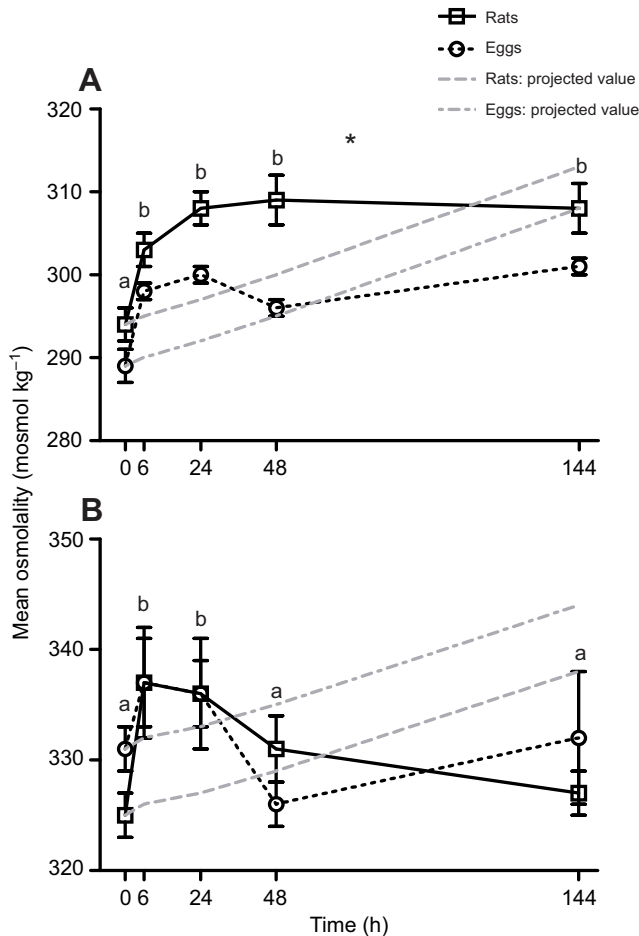 Rats
Eggs
Rats: projected value
Eggs: projected value
A
320
310
300
290
280
*
a
b
b
b
b
0 6 24 48 144
Mean osmolality (mosmol kg⁻¹)
B
350
340
330
320
a
b
b
a
a
0 6 24 48 144
Time (h)